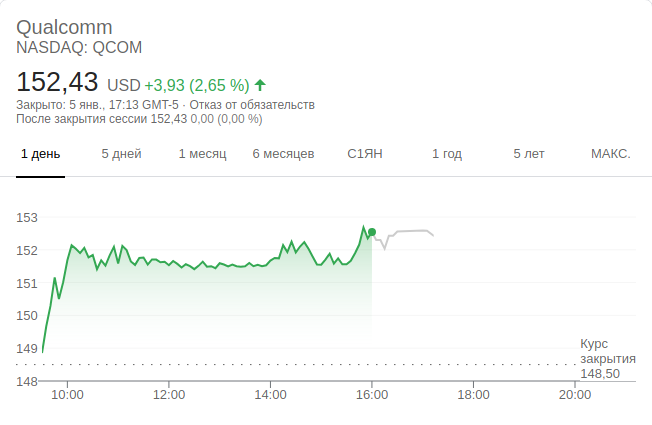 Qualcomm
NASDAQ: QCOM
152,43 USD +3,93 (2,65 %)
Закрыто: 5 янв., 17:13 GMT-5 · Отказ от обязательств
После закрытия сессии 152,43 0,00 (0,00 %)
1 день 5 дней 1 месяц 6 месяцев С1ЯН 1 год 5 лет МАКС.
153
152
151
150
149
Курс
закрытия
148,50
148
10:00 12:00 14:00 16:00 18:00 20:00